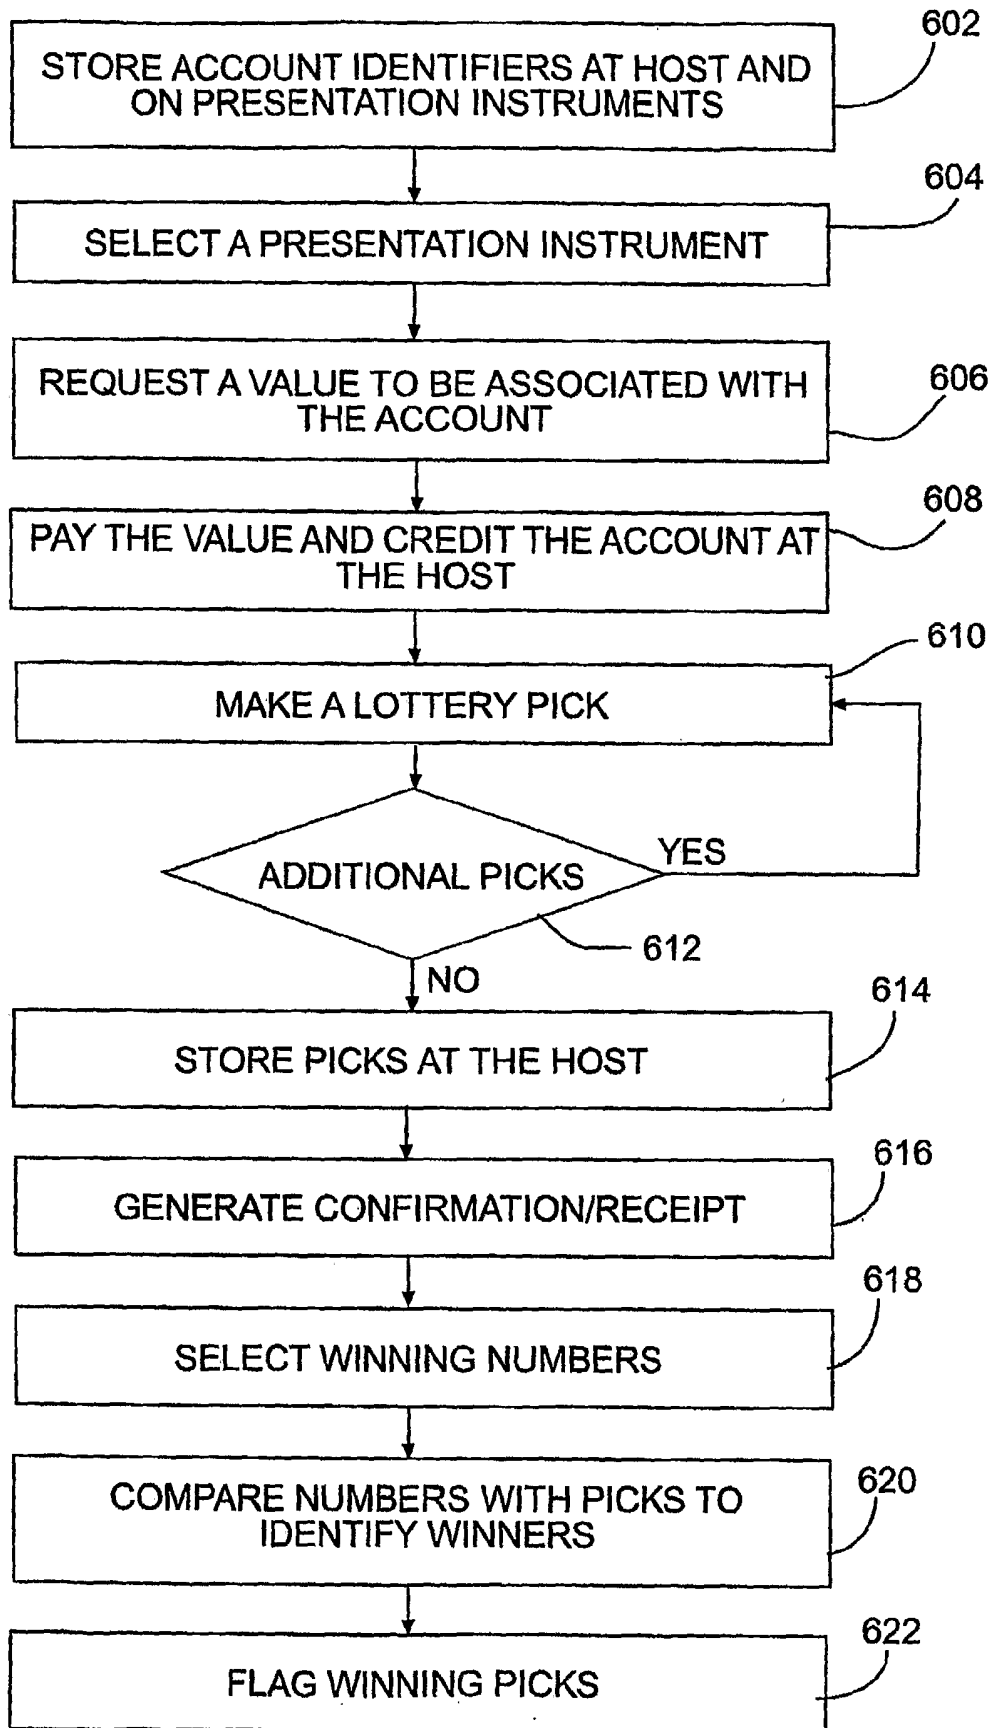 602
STORE ACCOUNT IDENTIFIERS AT HOST AND
ON PRESENTATION INSTRUMENTS
604
SELECT A PRESENTATION INSTRUMENT
606
REQUEST A VALUE TO BE ASSOCIATED WITH
THE ACCOUNT
608
PAY THE VALUE AND CREDIT THE ACCOUNT AT
THE HOST
610
MAKE A LOTTERY PICK
YES
ADDITIONAL PICKS
612
NO
614
STORE PICKS AT THE HOST
616
GENERATE CONFIRMATION/RECEIPT
618
SELECT WINNING NUMBERS
620
COMPARE NUMBERS WITH PICKS TO
IDENTIFY WINNERS
622
FLAG WINNING PICKS